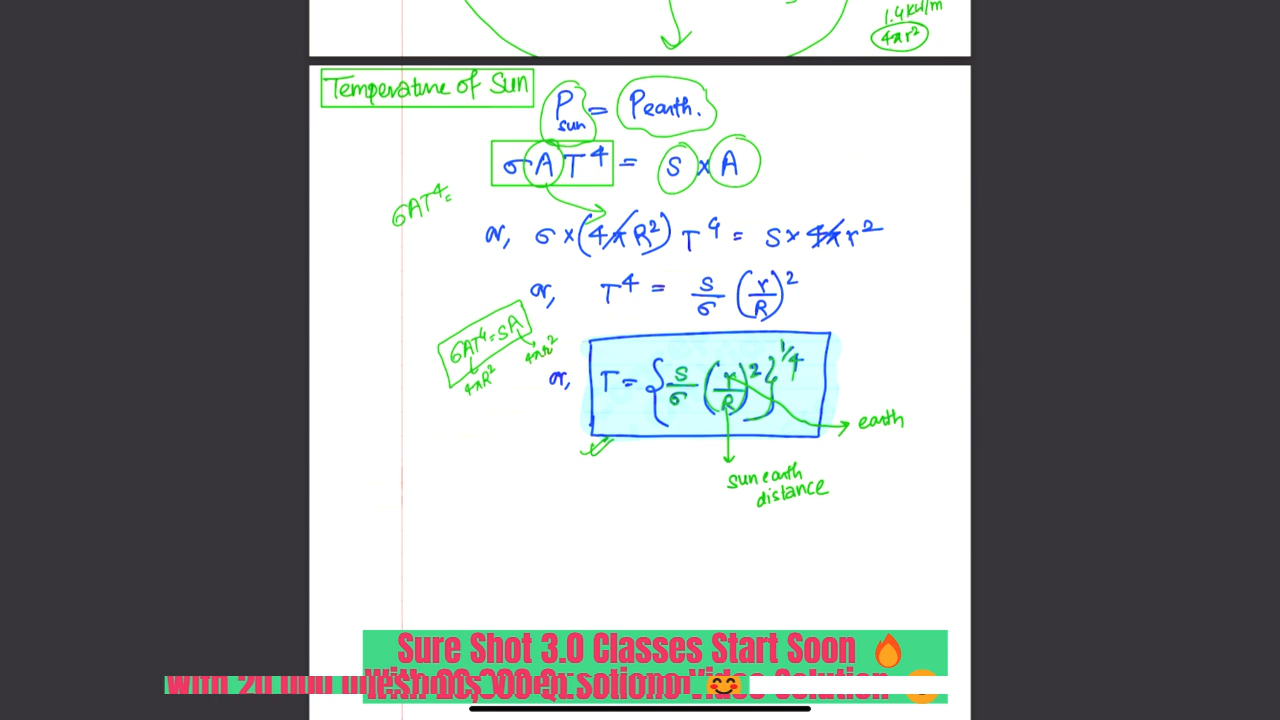 1.4kW/m
4πr²
Temperature of Sun
P sun = Pearth.
σAT⁴ = S × A
σAT⁴ =
or, σ × (4πR²) T⁴ = S × 4πr²
or, T⁴ = S/σ (r/R)²
σAT⁴ = SA
4πR² 4πr²
or, T = {S/σ (r/R)²}^1/4
earth
sun earth
distance
Sure Shot 3.0 Classes Start Soon 🔥